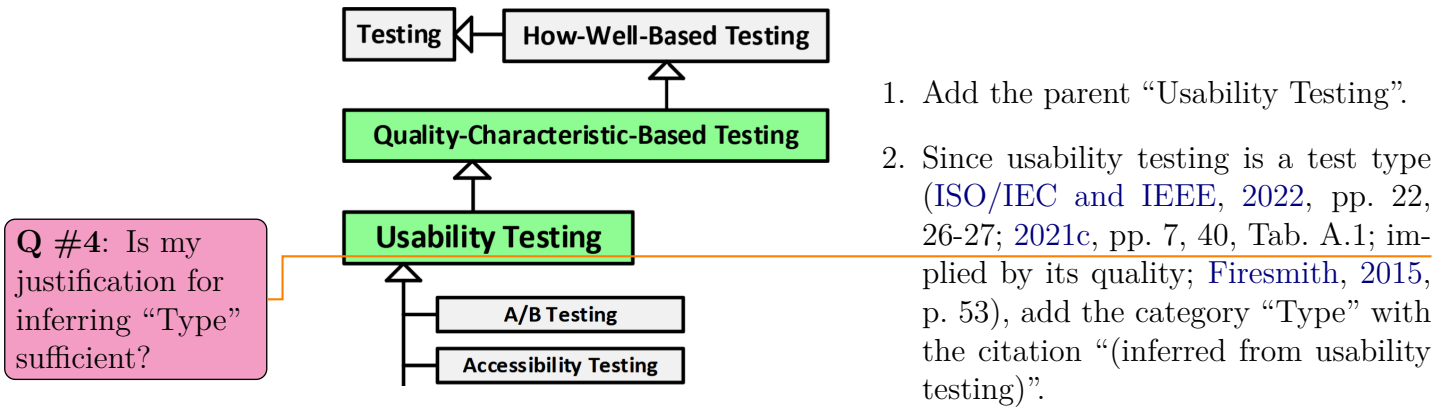 Testing
How-Well-Based Testing
Quality-Characteristic-Based Testing
Usability Testing
A/B Testing
Accessibility Testing
Q #4: Is my
justification for
inferring “Type”
sufficient?
1. Add the parent “Usability Testing”.
2. Since usability testing is a test type
(ISO/IEC and IEEE, 2022, pp. 22,
26-27; 2021c, pp. 7, 40, Tab. A.1; im-
plied by its quality; Firesmith, 2015,
p. 53), add the category “Type” with
the citation “(inferred from usability
testing)”.